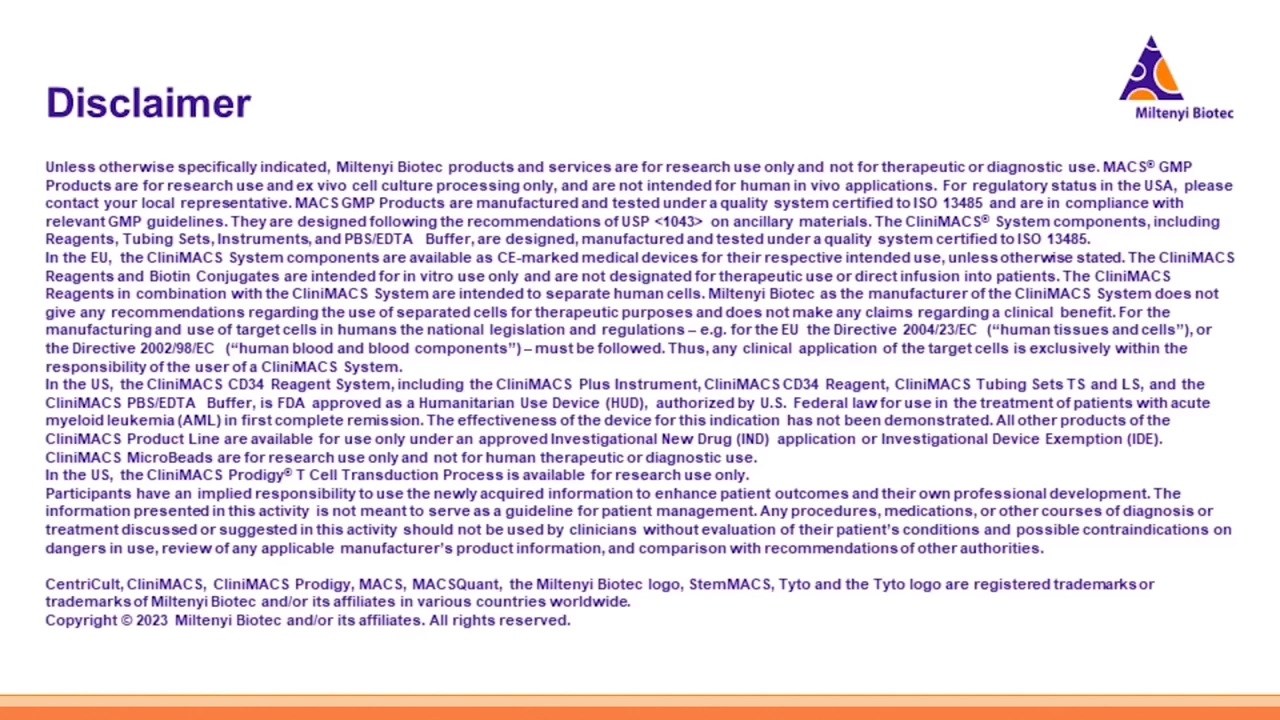 Miltenyi Biotec
Disclaimer
Unless otherwise specifically indicated, Miltenyi Biotec products and services are for research use only and not for therapeutic or diagnostic use. MACS® GMP
Products are for research use and ex vivo cell culture processing only, and are not intended for human in vivo applications. For regulatory status in the USA, please
contact your local representative. MACS GMP Products are manufactured and tested under a quality system certified to ISO 13485 and are in compliance with
relevant GMP guidelines. They are designed following the recommendations of USP <1043> on ancillary materials. The CliniMACS® System components, including
Reagents, Tubing Sets, Instruments, and PBS/EDTA Buffer, are designed, manufactured and tested under a quality system certified to ISO 13485.
In the EU, the CliniMACS System components are available as CE-marked medical devices for their respective intended use, unless otherwise stated. The CliniMACS
Reagents and Biotin Conjugates are intended for in vitro use only and are not designated for therapeutic use or direct infusion into patients. The CliniMACS
Reagents in combination with the CliniMACS System are intended to separate human cells. Miltenyi Biotec as the manufacturer of the CliniMACS System does not
give any recommendations regarding the use of separated cells for therapeutic purposes and does not make any claims regarding a clinical benefit. For the
manufacturing and use of target cells in humans the national legislation and regulations – e.g. for the EU the Directive 2004/23/EC (“human tissues and cells”), or
the Directive 2002/98/EC (“human blood and blood components”) – must be followed. Thus, any clinical application of the target cells is exclusively within the
responsibility of the user of a CliniMACS System.
In the US, the CliniMACS CD34 Reagent System, including the CliniMACS Plus Instrument, CliniMACS CD34 Reagent, CliniMACS Tubing Sets TS and LS, and the
CliniMACS PBS/EDTA Buffer, is FDA approved as a Humanitarian Use Device (HUD), authorized by U.S. Federal law for use in the treatment of patients with acute
myeloid leukemia (AML) in first complete remission. The effectiveness of the device for this indication has not been demonstrated. All other products of the
CliniMACS Product Line are available for use only under an approved Investigational New Drug (IND) application or Investigational Device Exemption (IDE).
CliniMACS MicroBeads are for research use only and not for human therapeutic or diagnostic use.
In the US, the CliniMACS Prodigy® T Cell Transduction Process is available for research use only.
Participants have an implied responsibility to use the newly acquired information to enhance patient outcomes and their own professional development. The
information presented in this activity is not meant to serve as a guideline for patient management. Any procedures, medications, or other courses of diagnosis or
treatment discussed or suggested in this activity should not be used by clinicians without evaluation of their patient’s conditions and possible contraindications on
dangers in use, review of any applicable manufacturer’s product information, and comparison with recommendations of other authorities.
CentriCult, CliniMACS, CliniMACS Prodigy, MACS, MACSQuant, the Miltenyi Biotec logo, StemMACS, Tyto and the Tyto logo are registered trademarks or
trademarks of Miltenyi Biotec and/or its affiliates in various countries worldwide.
Copyright © 2023 Miltenyi Biotec and/or its affiliates. All rights reserved.